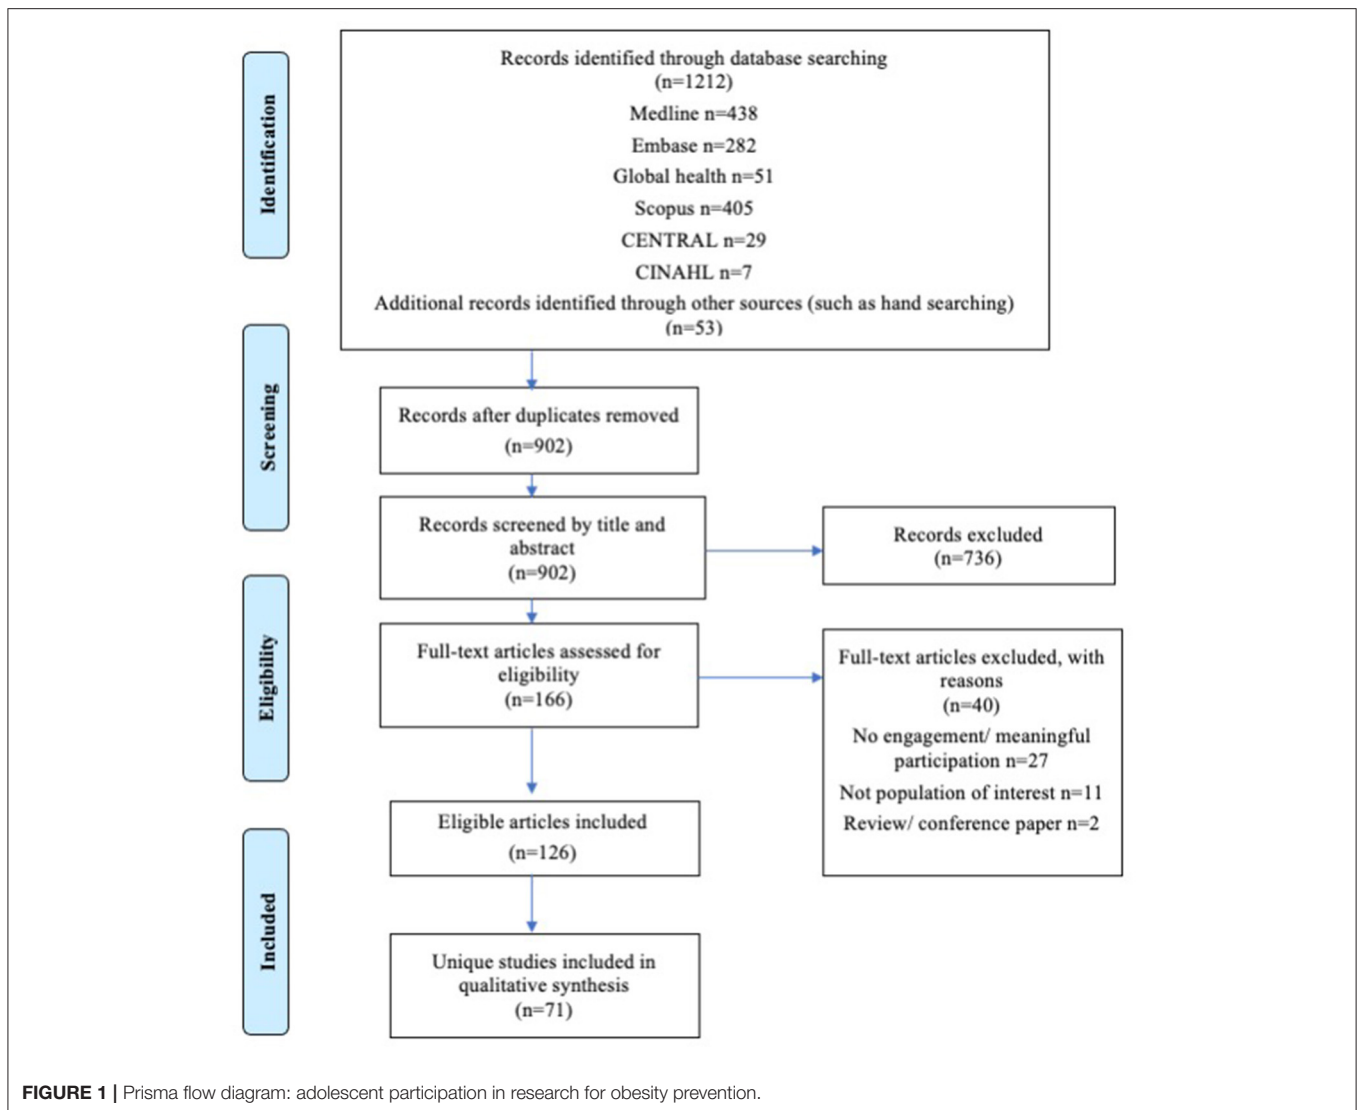 Identification
Records identified through database searching
(n=1212)
Medline n=438
Embase n=282
Global health n=51
Scopus n=405
CENTRAL n=29
CINAHL n=7
Additional records identified through other sources (such as hand searching)
(n=53)
Screening
Records after duplicates removed
(n=902)
Records screened by title and
abstract
(n=902)
Records excluded
(n=736)
Eligibility
Full-text articles assessed for
eligibility
(n=166)
Full-text articles excluded, with
reasons
(n=40)
No engagement/ meaningful
participation n=27
Not population of interest n=11
Review/ conference paper n=2
Included
Eligible articles included
(n=126)
Unique studies included in
qualitative synthesis
(n=71)
FIGURE 1 | Prisma flow diagram: adolescent participation in research for obesity prevention.